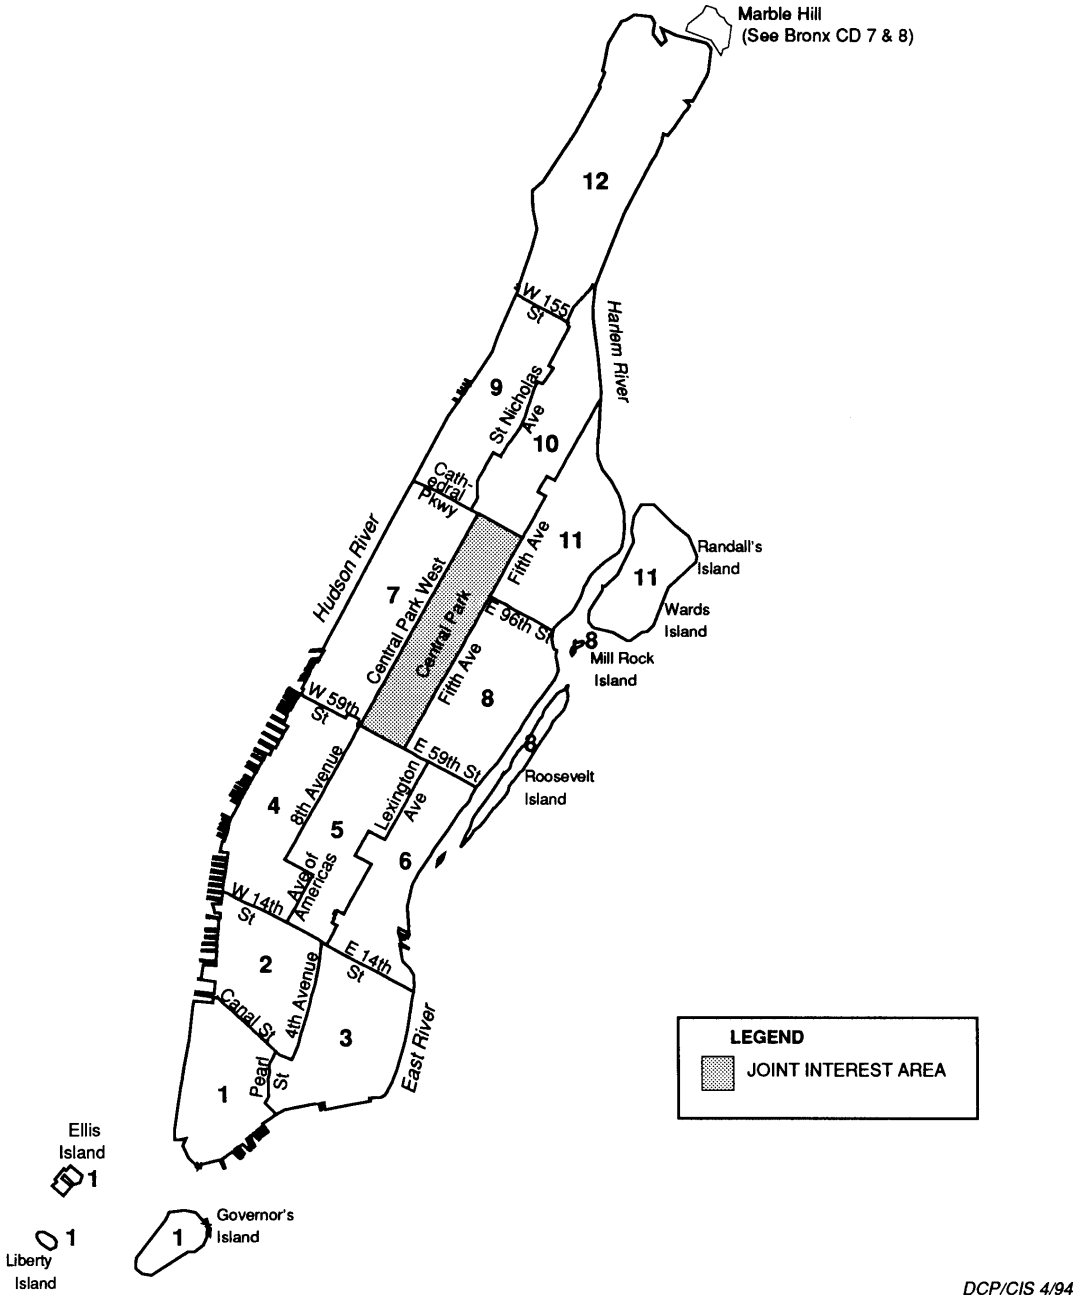 Marble Hill
(See Bronx CD 7 & 8)
12
W 155
St
Harlem River
9
St Nicholas
Ave
10
Cath-
edral
Pkwy
Hudson River
11
Fifth Ave
Randall's
Island
11
Wards
Island
7
Central Park West
Central Park
E 96th St
8
Mill Rock
Island
Fifth Ave
8
W 59th
St
E 59th St
8
Roosevelt
Island
8th Avenue
Lexington
Ave
4
5
6
Ave of
Americas
W 14th
St
E 14th
St
2
4th Avenue
Canal St
3
East River
Pearl
St
1
LEGEND
JOINT INTEREST AREA
Ellis
Island
1
Governor's
Island
1
1
Liberty
Island
DCP/CIS 4/94